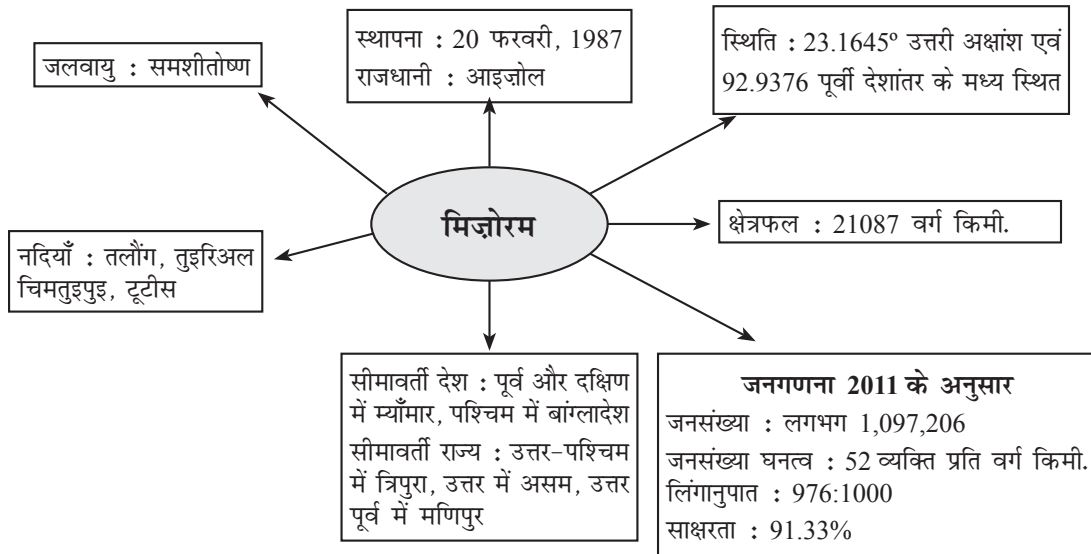 जलवायु : समशीतोष्ण
स्थापना : 20 फरवरी, 1987
राजधानी : आइज़ोल
स्थिति : 23.1645º उत्तरी अक्षांश एवं
92.9376 पूर्वी देशांतर के मध्य स्थित
मिज़ोरम
क्षेत्रफल : 21087 वर्ग किमी.
नदियाँ : तलौंग, तुइरिअल
चिमतुइपुइ, टूटीस
सीमावर्ती देश : पूर्व और दक्षिण
में म्याँमार, पश्चिम में बांग्लादेश
सीमावर्ती राज्य : उत्तर-पश्चिम
में त्रिपुरा, उत्तर में असम, उत्तर
पूर्व में मणिपुर
जनगणना 2011 के अनुसार
जनसंख्या : लगभग 1,097,206
जनसंख्या घनत्व : 52 व्यक्ति प्रति वर्ग किमी.
लिंगानुपात : 976:1000
साक्षरता : 91.33%